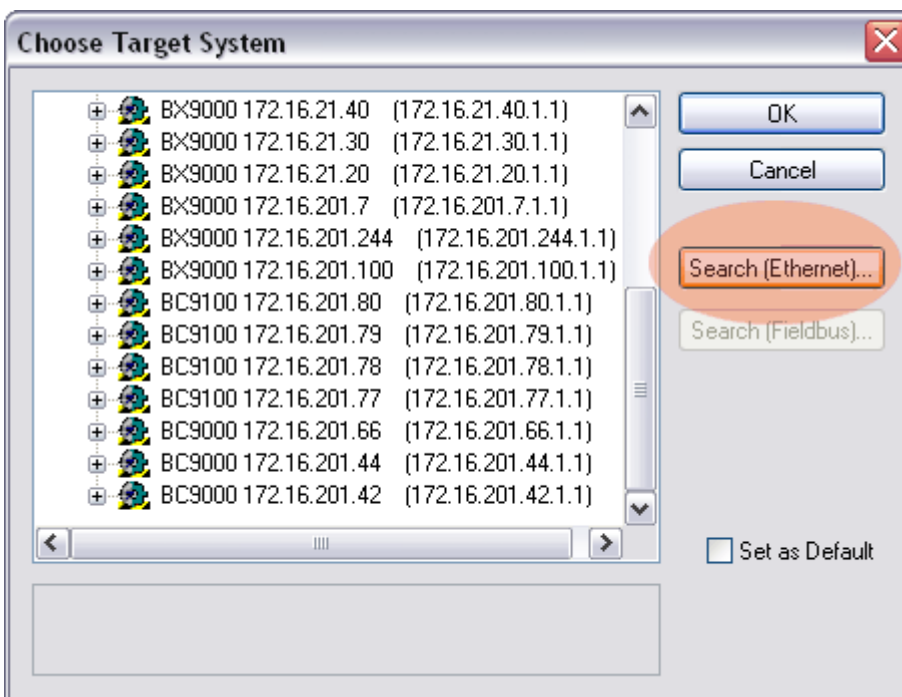 Choose Target System
BX9000 172.16.21.40 (172.16.21.40.1.1)
BX9000 172.16.21.30 (172.16.21.30.1.1)
BX9000 172.16.21.20 (172.16.21.20.1.1)
BX9000 172.16.201.7 (172.16.201.7.1.1)
BX9000 172.16.201.244 (172.16.201.244.1.1)
BX9000 172.16.201.100 (172.16.201.100.1.1)
BC9100 172.16.201.80 (172.16.201.80.1.1)
BC9100 172.16.201.79 (172.16.201.79.1.1)
BC9100 172.16.201.78 (172.16.201.78.1.1)
BC9100 172.16.201.77 (172.16.201.77.1.1)
BC9000 172.16.201.66 (172.16.201.66.1.1)
BC9000 172.16.201.44 (172.16.201.44.1.1)
BC9000 172.16.201.42 (172.16.201.42.1.1)
OK
Cancel
Search (Ethernet)...
Search (Fieldbus)...
Set as Default